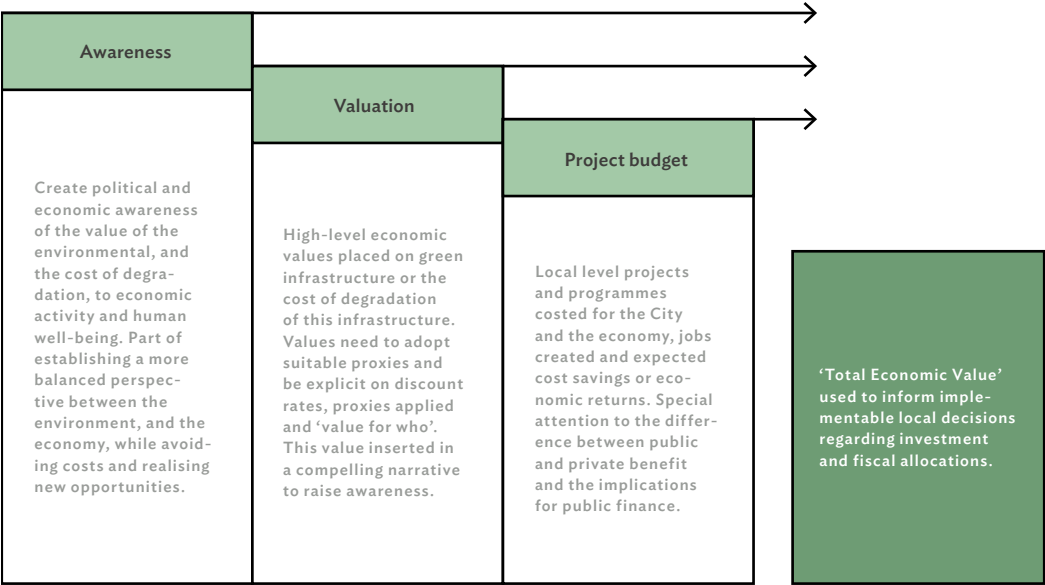 Awareness
Create political and
economic awareness
of the value of the
environmental, and
the cost of degra-
dation, to economic
activity and human
well-being. Part of
establishing a more
balanced perspec-
tive between the
environment, and the
economy, while avoid-
ing costs and realising
new opportunities.
Valuation
High-level economic
values placed on green
infrastructure or the
cost of degradation
of this infrastructure.
Values need to adopt
suitable proxies and
be explicit on discount
rates, proxies applied
and ‘value for who’.
This value inserted in
a compelling narrative
to raise awareness.
Project budget
Local level projects
and programmes
costed for the City
and the economy, jobs
created and expected
cost savings or eco-
nomic returns. Special
attention to the differ-
ence between public
and private benefit
and the implications
for public finance.
‘Total Economic Value’
used to inform imple-
mentable local decisions
regarding investment
and fiscal allocations.